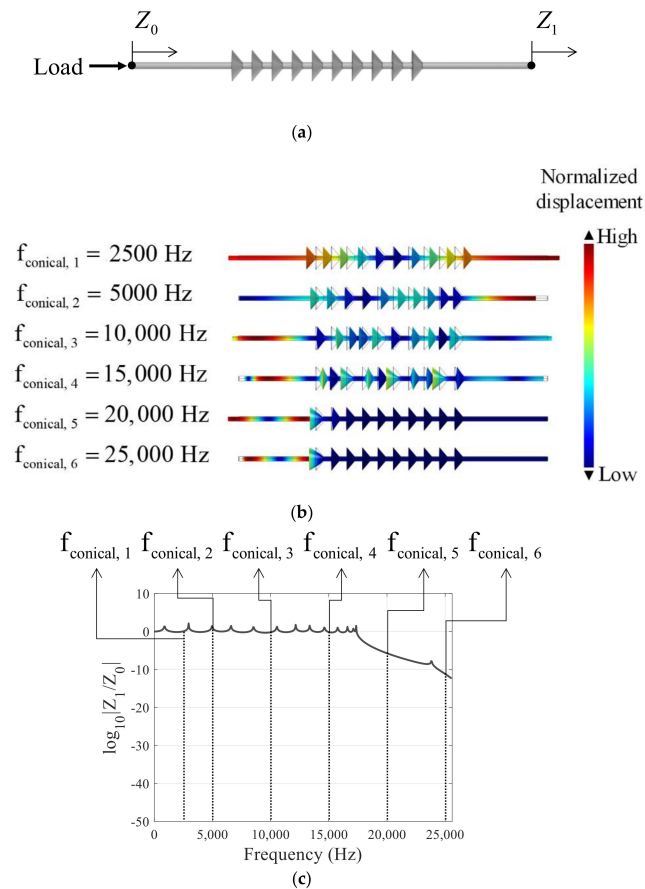 Z0 Z1
Load
(a)
Normalized
displacement
High
fconical, 1 = 2500 Hz
fconical, 2 = 5000 Hz
fconical, 3 = 10,000 Hz
fconical, 4 = 15,000 Hz
fconical, 5 = 20,000 Hz
fconical, 6 = 25,000 Hz
Low
(b)
fconical, 1 fconical, 2 fconical, 3 fconical, 4 fconical, 5 fconical, 6
10
0
-10
-20
-30
-40
-50
log10|Z1/Z0|
0 5,000 10,000 15,000 20,000 25,000
Frequency (Hz)
(c)